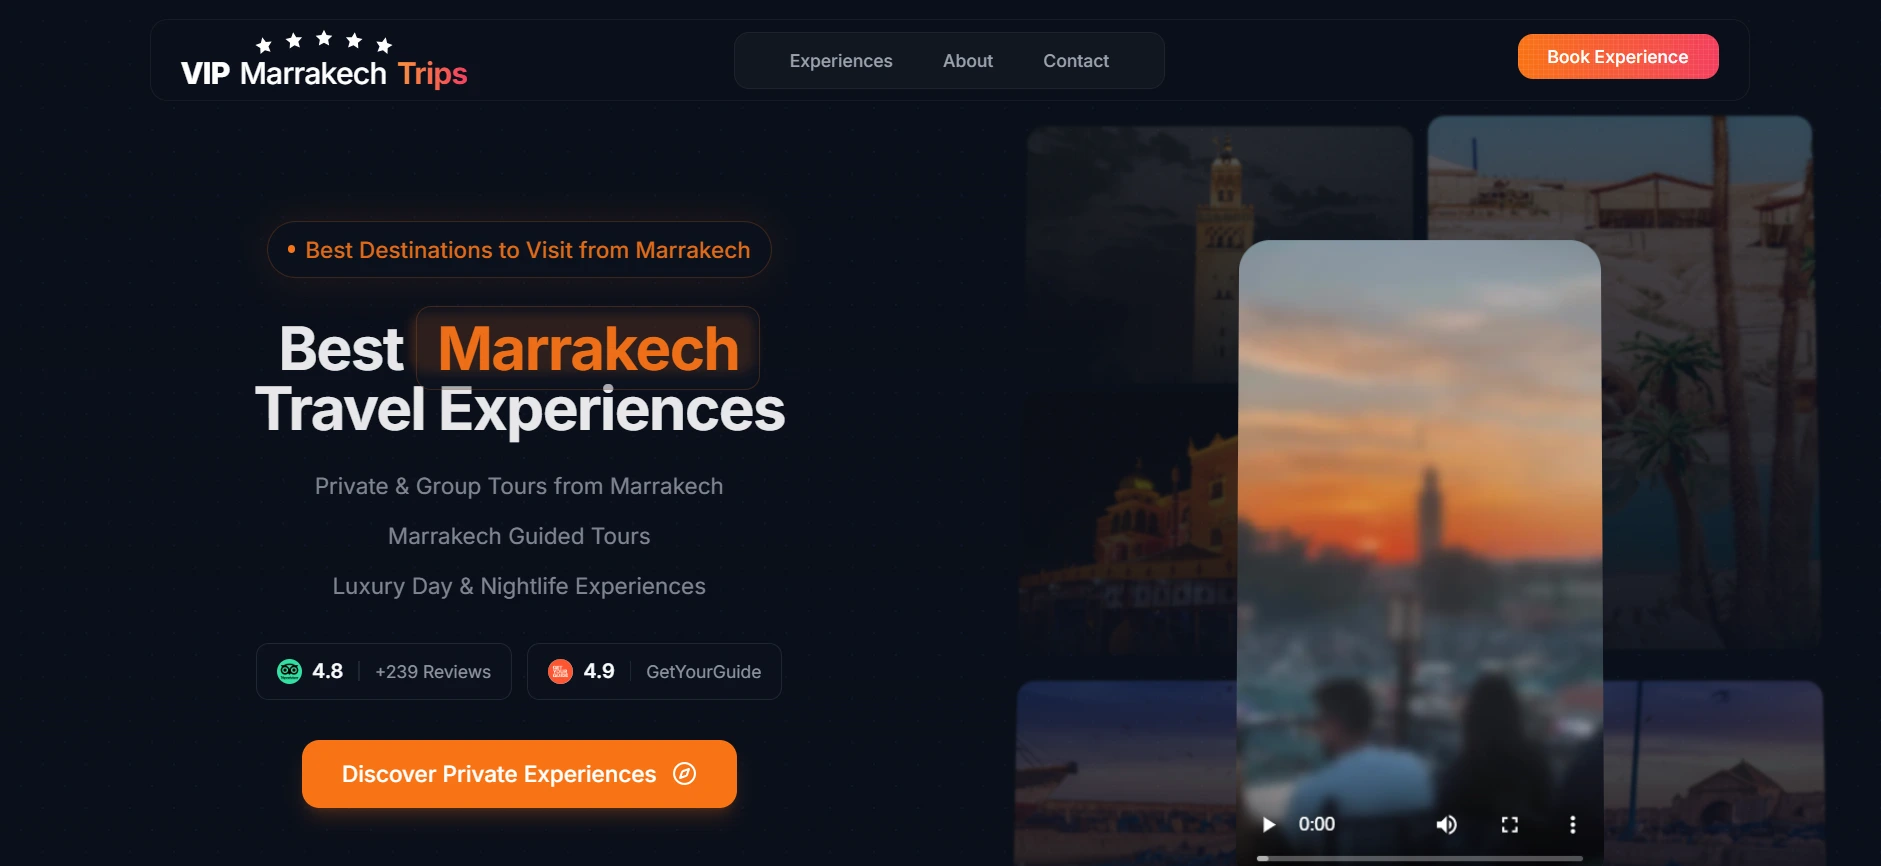 VIP Marrakech Trips
Experiences
About
Contact
Book Experience
Best Destinations to Visit from Marrakech
Best Marrakech
Travel Experiences
Private & Group Tours from Marrakech
Marrakech Guided Tours
Luxury Day & Nightlife Experiences
4.8
+239 Reviews
4.9
GetYourGuide
Discover Private Experiences
0:00